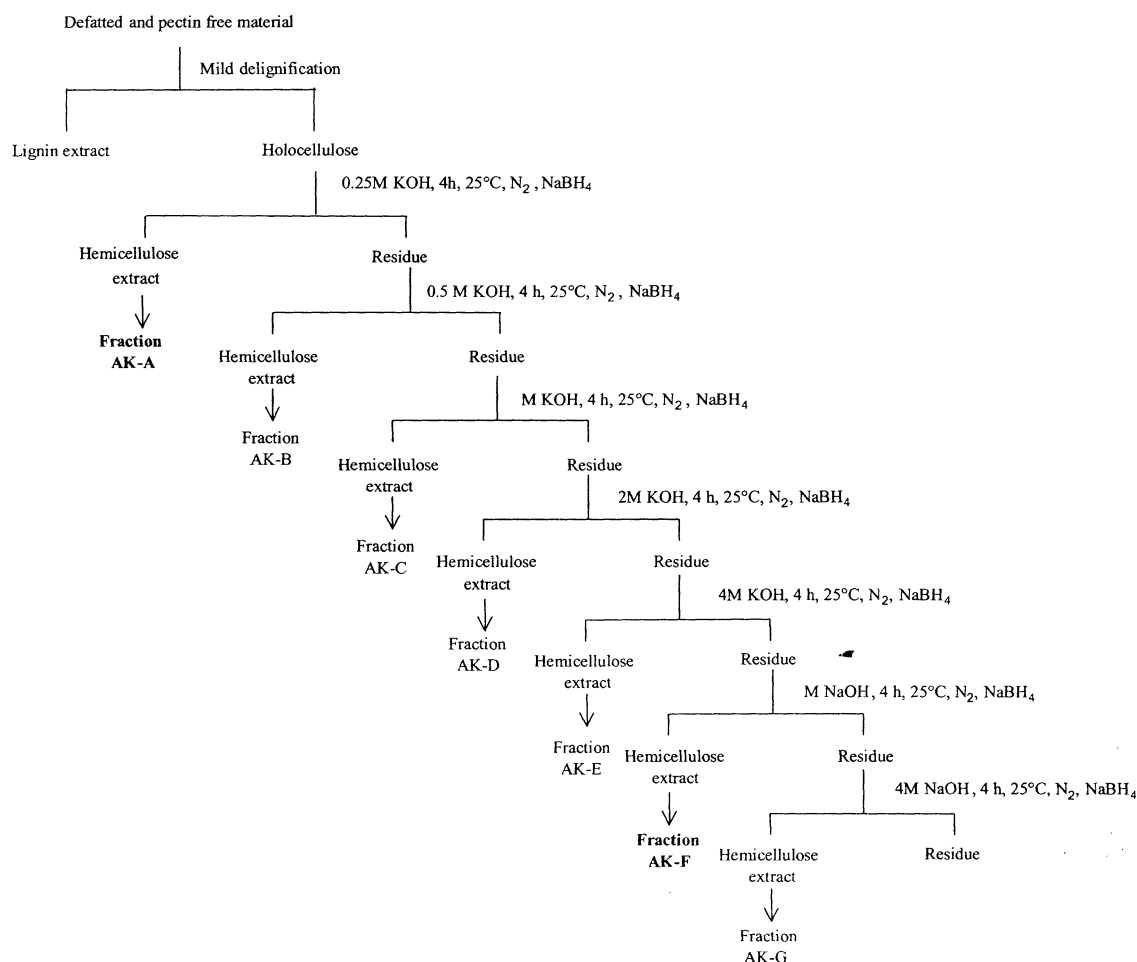 Defatted and pectin free material
Mild delignification
Lignin extract
Holocellulose
0.25M KOH, 4h, 25°C, N₂ ,NaBH₄
Hemicellulose
extract
Residue
0.5 M KOH, 4 h, 25°C, N₂ , NaBH₄
Fraction
AK-A
Hemicellulose
extract
Residue
M KOH, 4 h, 25°C, N₂ , NaBH₄
Fraction
AK-B
Hemicellulose
extract
Residue
2M KOH, 4 h, 25°C, N₂, NaBH₄
Fraction
AK-C
Hemicellulose
extract
Residue
4M KOH, 4 h, 25°C, N₂, NaBH₄
Fraction
AK-D
Hemicellulose
extract
Residue
M NaOH, 4 h, 25°C, N₂, NaBH₄
Fraction
AK-E
Hemicellulose
extract
Residue
4M NaOH, 4 h, 25°C, N₂, NaBH₄
Fraction
AK-F
Hemicellulose
extract
Residue
Fraction
AK-G